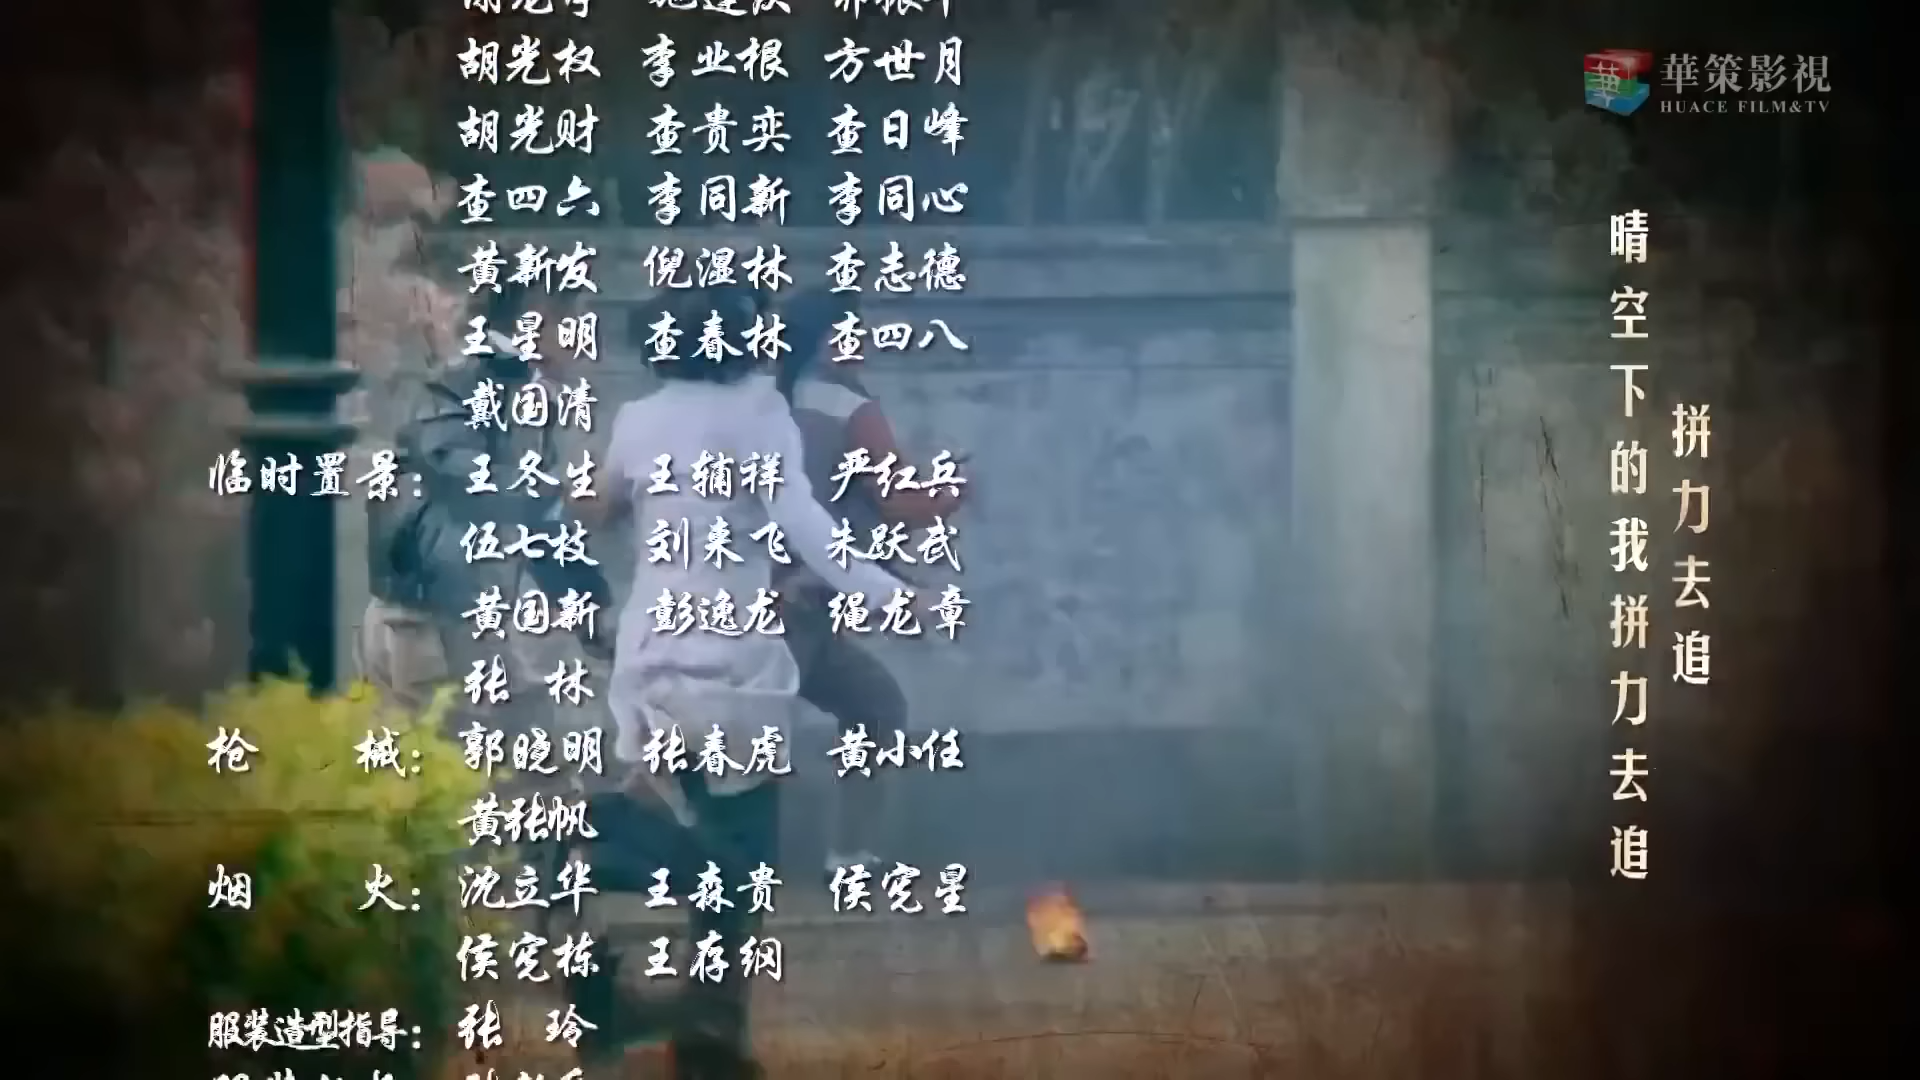 胡光权 李业根 方世月
胡光财 查贵奕 查日峰
查四六 李同新 李同心
黄新发 倪湿林 查志德
王星明 查春林 查四八
戴国清
临时置景：王冬生 王辅祥 严红兵
伍七枝 刘来飞 朱跃武
黄国新 彭逸龙 绳龙章
张 林
枪 械：郭晓明 张春虎 黄小任
黄张帆
烟 火：沈立华 王森贵 侯宪星
侯宪栋 王存纲
服装造型指导：张 玲
華策影視
HUACE FILM&TV
拼力去追
晴空下的我拼力去追